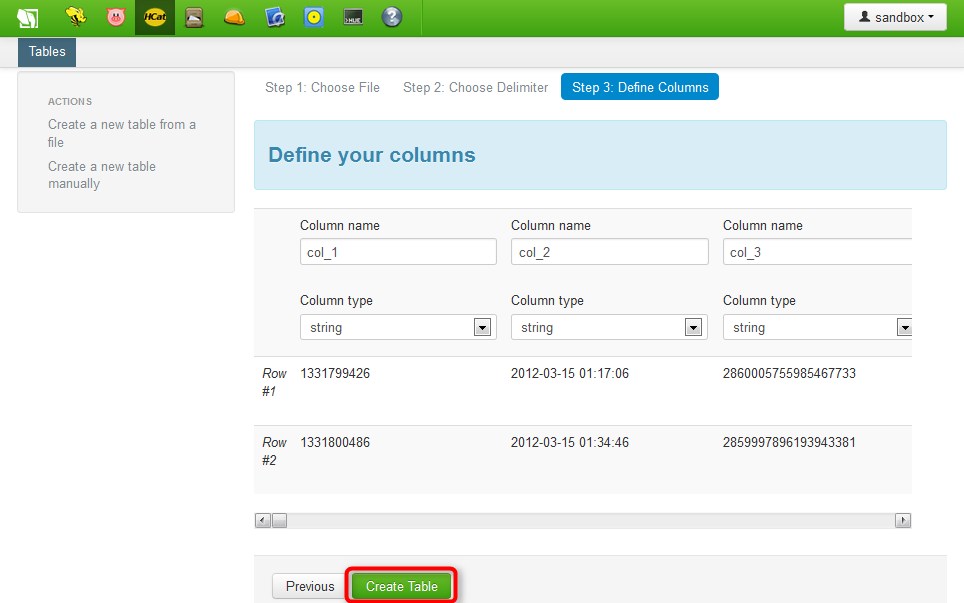 HCat
HUE
sandbox
Tables
ACTIONS
Create a new table from a
file
Create a new table
manually
Step 1: Choose File
Step 2: Choose Delimiter
Step 3: Define Columns
Define your columns
Column name Column name Column name
col_1 col_2 col_3
Column type Column type Column type
string string string
Row
#1
1331799426 2012-03-15 01:17:06 2860005755985467733
Row
#2
1331800486 2012-03-15 01:34:46 2859997896193943381
Previous Create Table